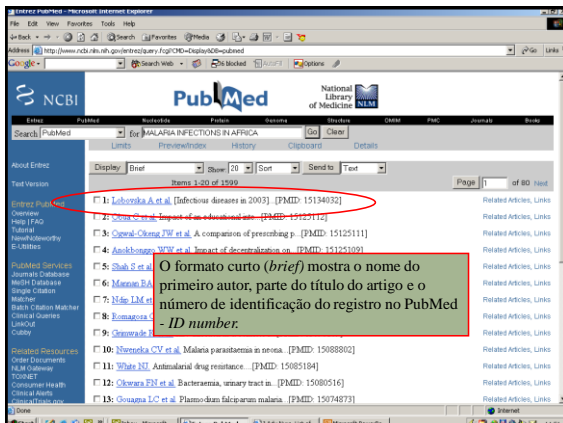 Entrez PubMed - Microsoft Internet Explorer
File Edit View Favorites Tools Help
Back Search Favorites Media
Address http://www.ncbi.nlm.nih.gov/entrez/query.fcgi?CMD=Display&DB=pubmed Go Links
Google Search Web blocked AutoFill Options
NCBI PubMed National Library of Medicine NLM
Entrez PubMed Nucleotide Protein Genome Structure OMIM PMC Journals Books
Search PubMed for MALARIA INFECTIONS IN AFRICA Go Clear
Limits Preview/Index History Clipboard Details
About Entrez
Display Brief Show: 20 Sort Send to Text
Text Version
Items 1-20 of 1599 Page 1 of 80 Next
1: Lobovska A et al. [Infectious diseases in 2003]...[PMID: 15134032] Related Articles, Links
2: et al. Impact of an educational inte...[PMID: 15125112] Related Articles, Links
3: Ogwal-Okeng JW et al. A comparison of prescribing p...[PMID: 15125111] Related Articles, Links
4: Anokbonggo WW et al. Impact of decentralization on...[PMID: 15125109] Related Articles, Links
5: Shah S et al. Related Articles, Links
6: Mannan BA Related Articles, Links
7: Ndip LM et Related Articles, Links
8: Romagosa Related Articles, Links
9: Grimwade Related Articles, Links
10: Nweneka CV et al. Malaria parasitaemia in neona...[PMID: 15088802] Related Articles, Links
11: White NJ. Antimalarial drug resistance....[PMID: 15085184] Related Articles, Links
12: Okwara FN et al. Bacteraemia, urinary tract in...[PMID: 15080516] Related Articles, Links
13: Gouagna LC et al. Plasmodium falciparum malaria...[PMID: 15074873] Related Articles, Links
O formato curto (brief) mostra o nome do
primeiro autor, parte do título do artigo e o
número de identificação do registro no PubMed
- ID number.
Entrez PubMed
Overview
Help | FAQ
Tutorial
New/Noteworthy
E-Utilities
PubMed Services
Journals Database
MeSH Database
Single Citation
Matcher
Batch Citation Matcher
Clinical Queries
LinkOut
Cubby
Related Resources
Order Documents
NLM Gateway
TOXNET
Consumer Health
Clinical Alerts
ClinicalTrials.gov
Done Internet